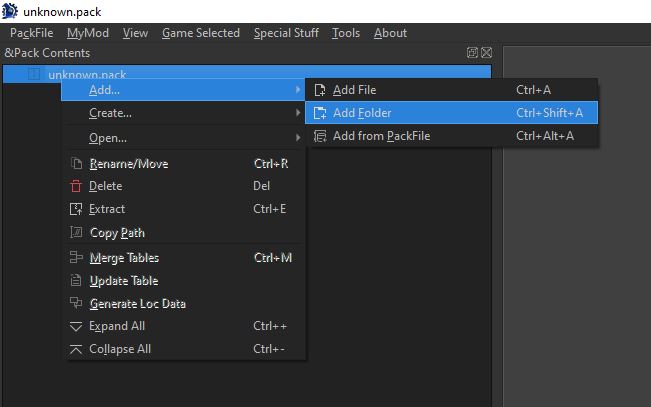 unknown.pack
PackFile MyMod View Game Selected Special Stuff Tools About
&Pack Contents
unknown.pack
Add...
Add File Ctrl+A
Create...
Add Folder Ctrl+Shift+A
Open...
Add from PackFile Ctrl+Alt+A
Rename/Move Ctrl+R
Delete Del
Extract Ctrl+E
Copy Path
Merge Tables Ctrl+M
Update Table
Generate Loc Data
Expand All Ctrl++
Collapse All Ctrl+-